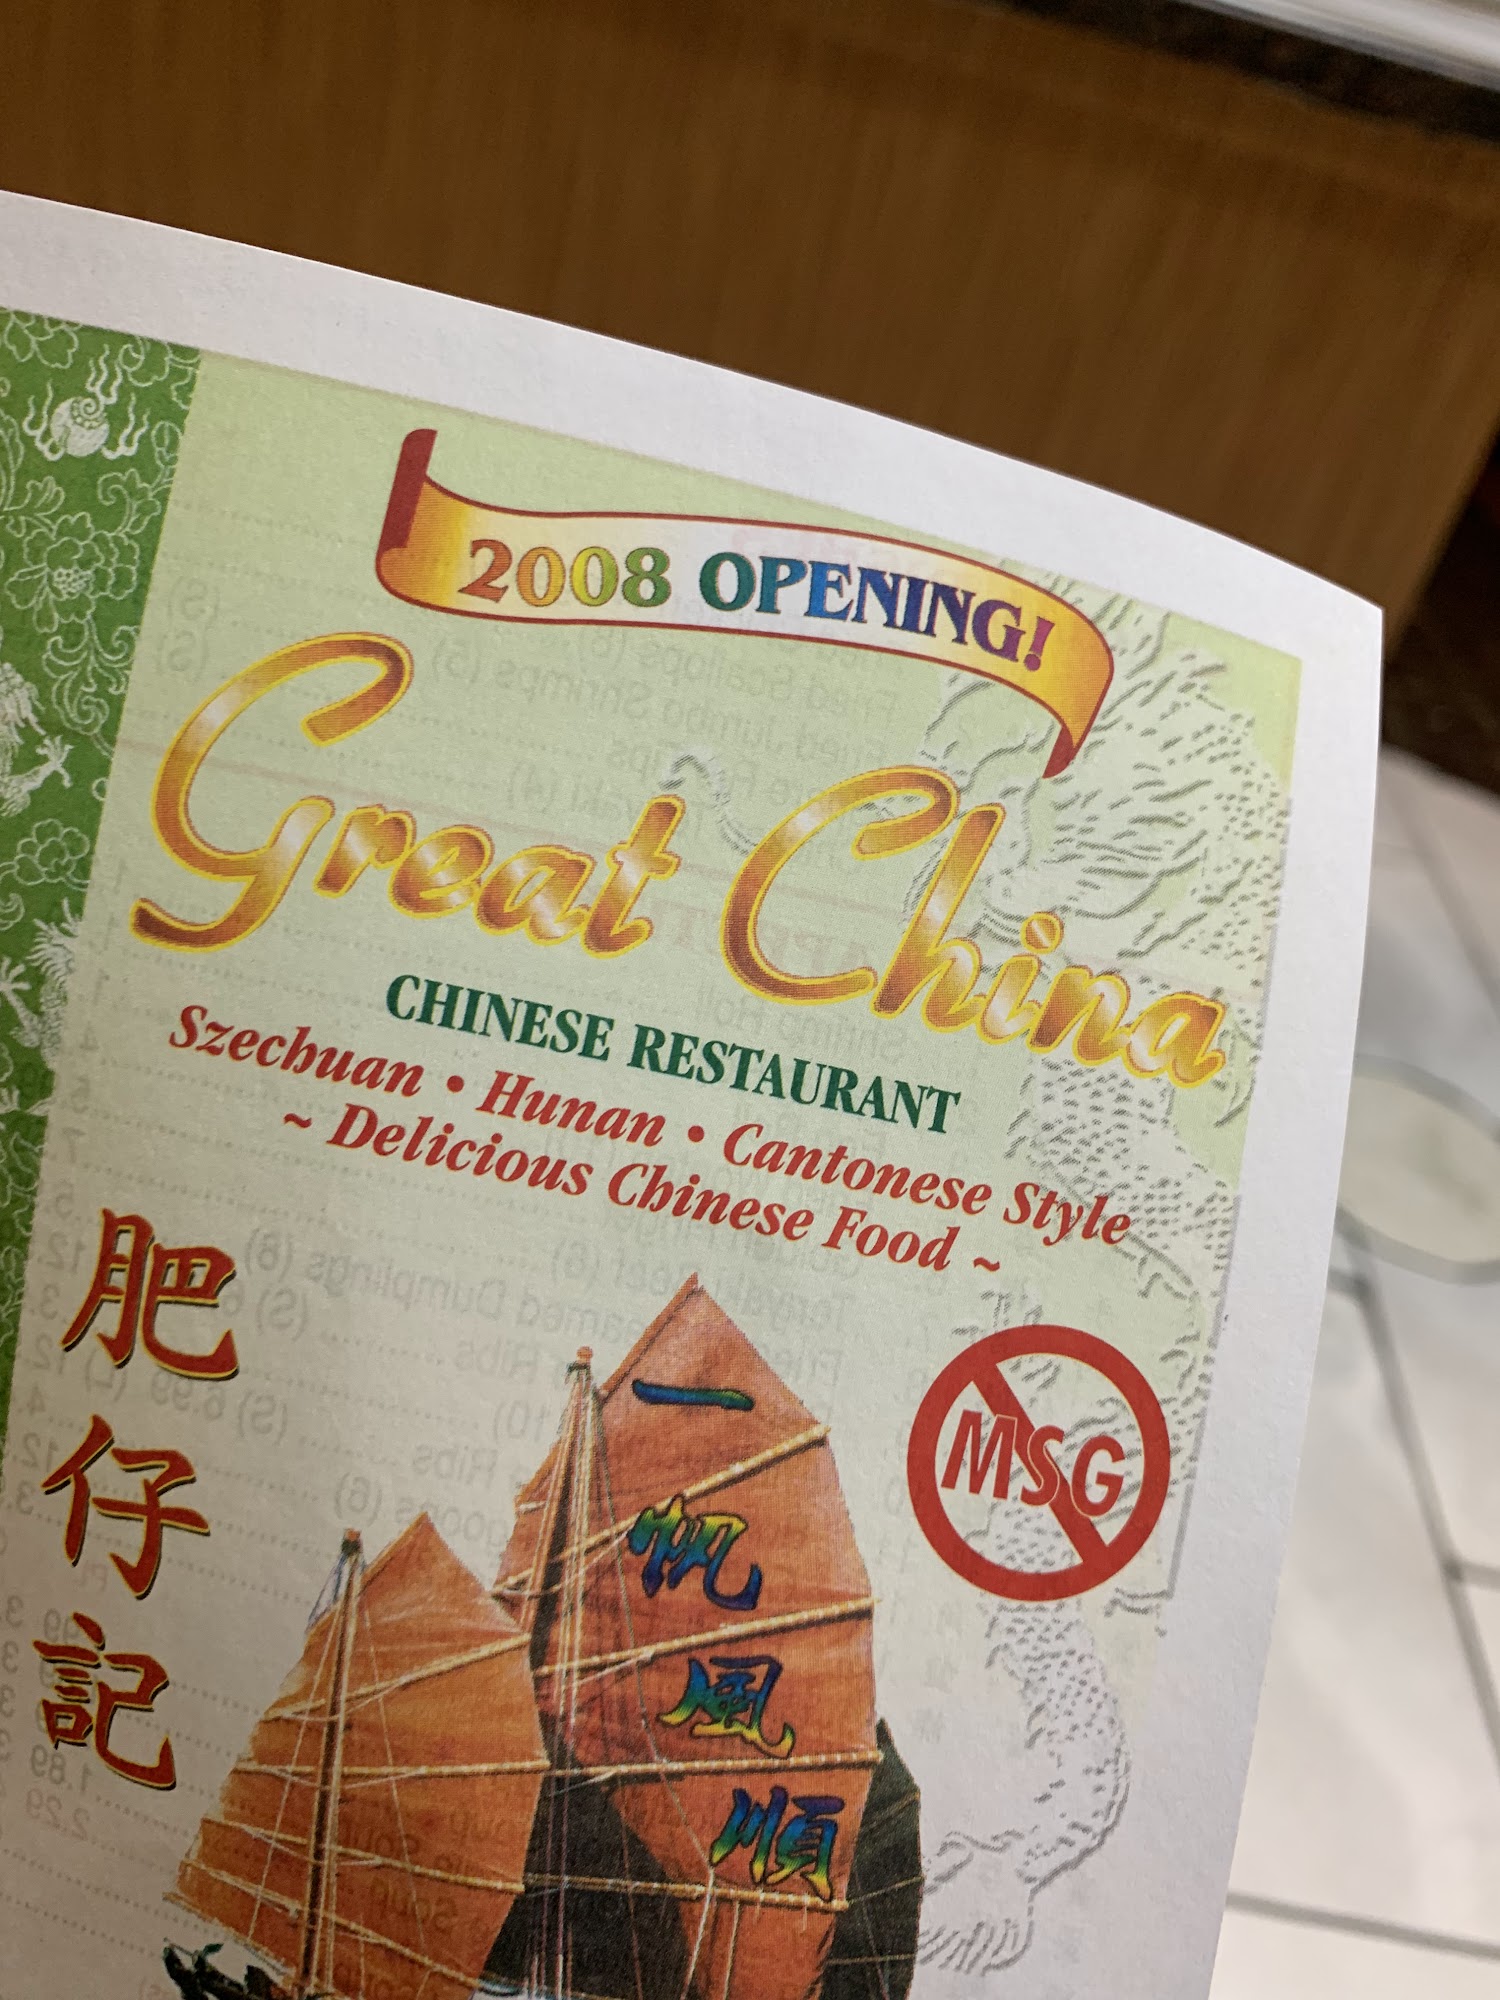 2008 OPENING!
Great China
CHINESE RESTAURANT
Szechuan • Hunan • Cantonese Style
~ Delicious Chinese Food ~
肥仔記
一帆風順
MSG